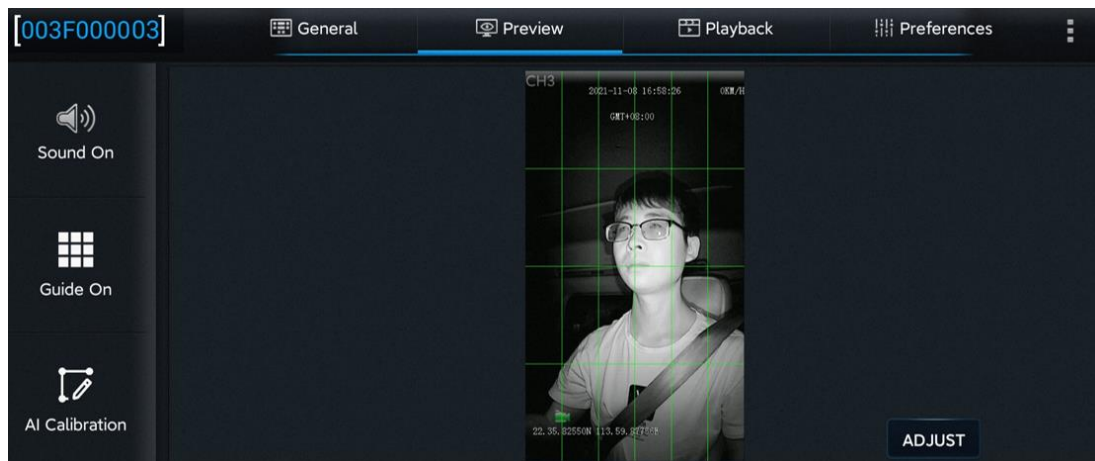 [003F000003]
General
Preview
Playback
Preferences
Sound On
Guide On
AI Calibration
CH3
2021-11-08 16:58:26 0KM/H
GMT+08:00
ADJUST